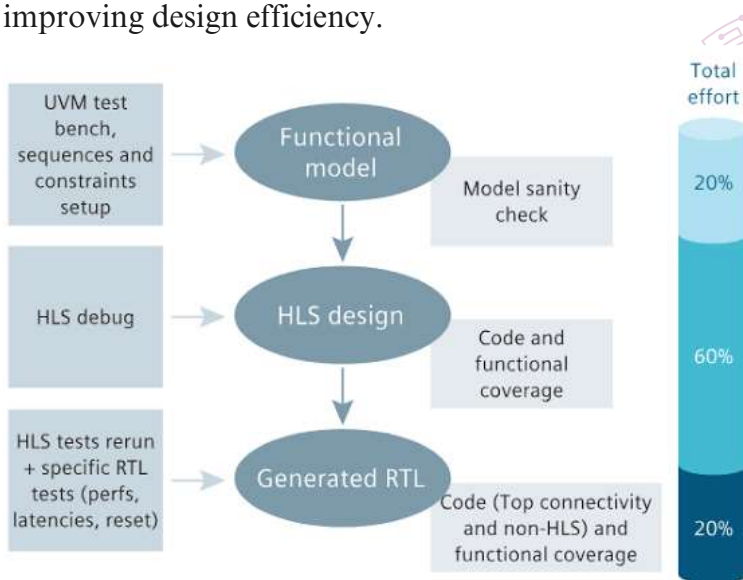 improving design efficiency.
Total
effort
UVM test
bench,
sequences and
constraints
setup
Functional
model
Model sanity
check
20%
HLS debug
HLS design
Code and
functional
coverage
60%
HLS tests rerun
+ specific RTL
tests (perfs,
latencies, reset)
Generated RTL
Code (Top connectivity
and non-HLS) and
functional coverage
20%